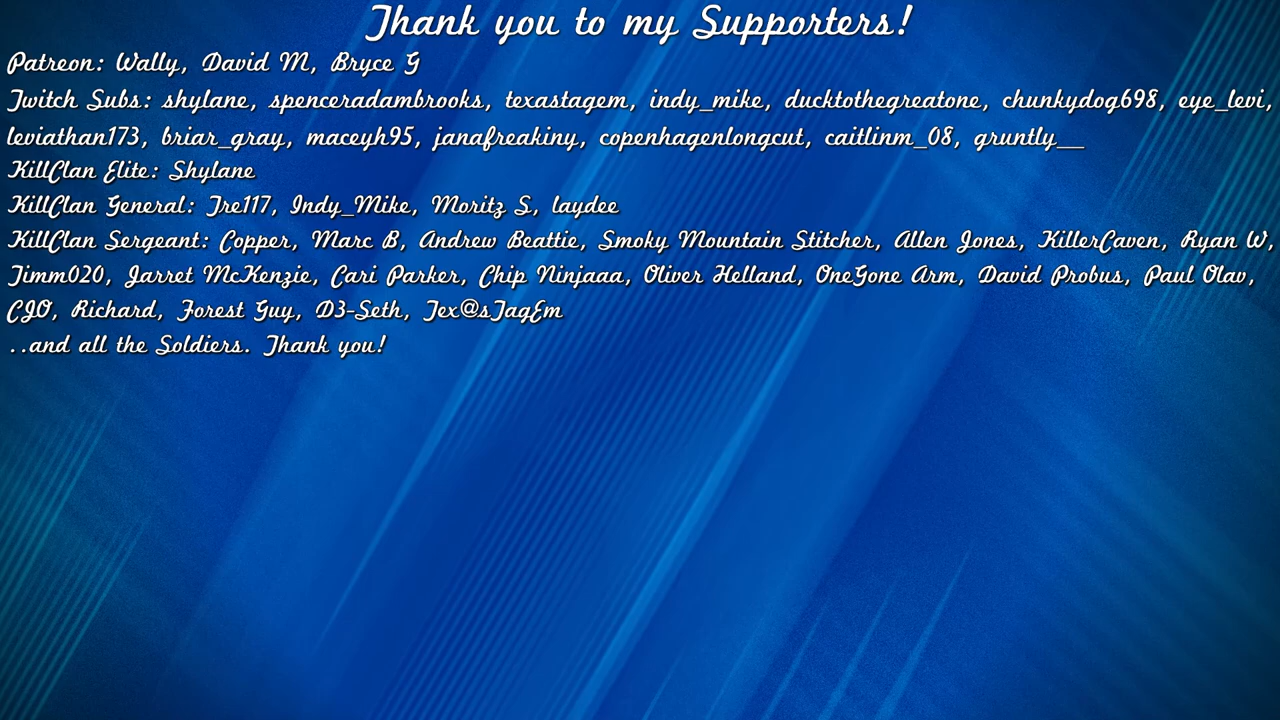 Thank you to my Supporters!
Patreon: Wally, David M, Bryce G
Twitch Subs: shylane, spenceradambrooks, texastagem, indy_mike, ducktothegreatone, chunkydog698, eye_levi,
leviathan173, briar_gray, maceyh95, janafreakiny, copenhagenlongcut, caitlinm_08, gruntly__
KillClan Elite: Shylane
KillClan General: Tre117, Indy_Mike, Moritz S, laydee
KillClan Sergeant: Copper, Marc B, Andrew Beattie, Smoky Mountain Stitcher, Allen Jones, KillerCaven, Ryan W,
Timm020, Jarret McKenzie, Cari Parker, Chip Ninjaaa, Oliver Helland, OneGone Arm, David Probus, Paul Olav,
CJO, Richard, Forest Guy, D3-Seth, Tex@sTagEm
..and all the Soldiers. Thank you!